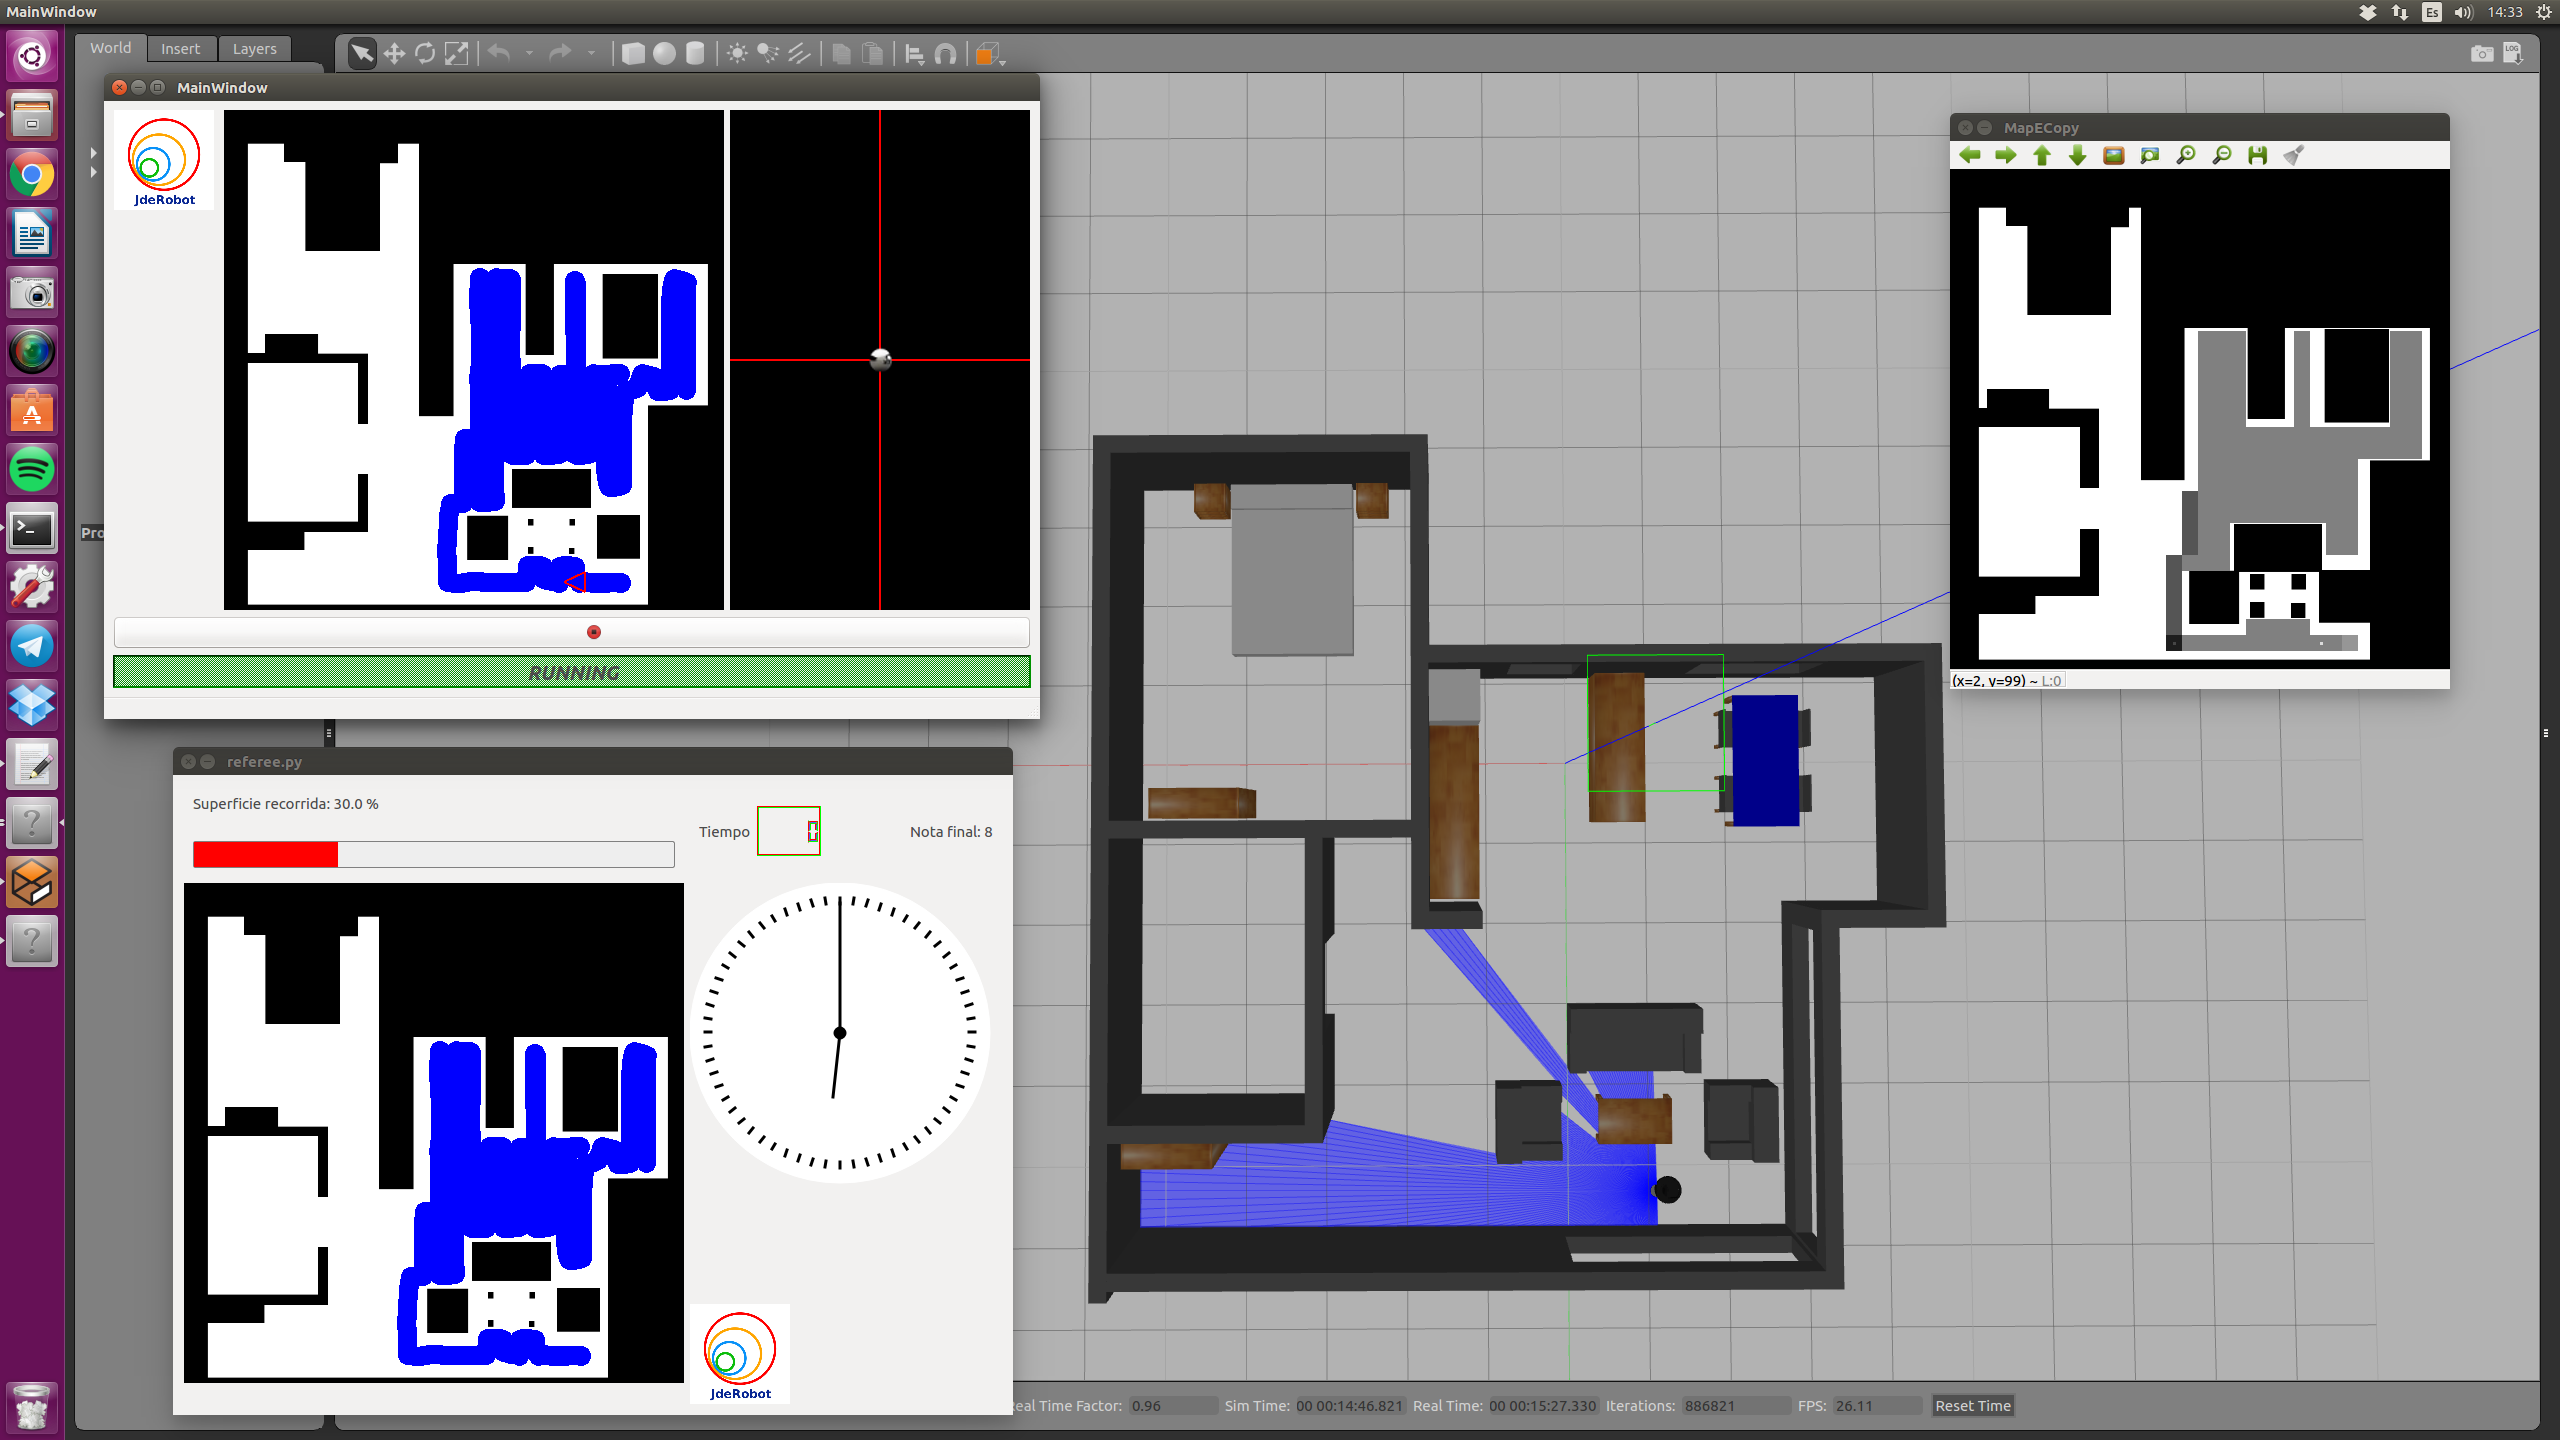 MainWindow
Es
14:33
World
Insert
Layers
LOG
MainWindow
JdeRobot
RUNNING
MapECopy
(x=2, y=99) ~ L:0
Pro
referee.py
Superficie recorrida: 30.0 %
Tiempo
Nota final: 8
JdeRobot
eal Time Factor: 0.96 Sim Time: 00 00:14:46.821 Real Time: 00 00:15:27.330 Iterations: 886821 FPS: 26.11 Reset Time